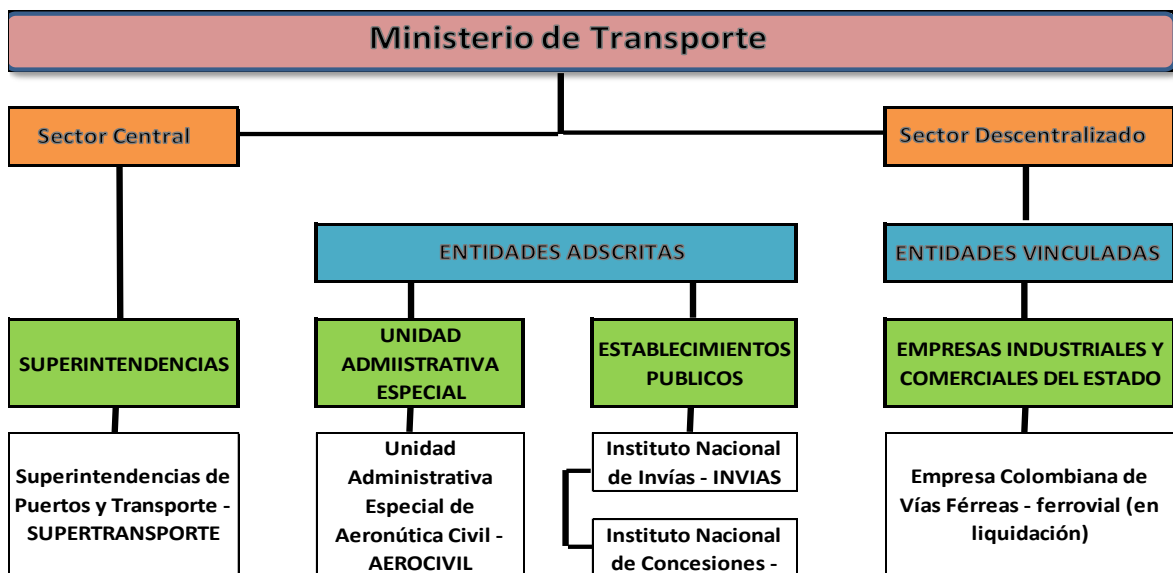 Ministerio de Transporte
Sector Central
Sector Descentralizado
ENTIDADES ADSCRITAS
ENTIDADES VINCULADAS
SUPERINTENDENCIAS
UNIDAD
ADMIISTRATIVA
ESPECIAL
ESTABLECIMIENTOS
PUBLICOS
EMPRESAS INDUSTRIALES Y
COMERCIALES DEL ESTADO
Superintendencias de
Puertos y Transporte -
SUPERTRANSPORTE
Unidad
Administrativa
Especial de
Aeronútica Civil -
AEROCIVIL
Instituto Nacional
de Invías - INVIAS
Instituto Nacional
de Concesiones -
Empresa Colombiana de
Vías Férreas - ferrovial (en
liquidación)